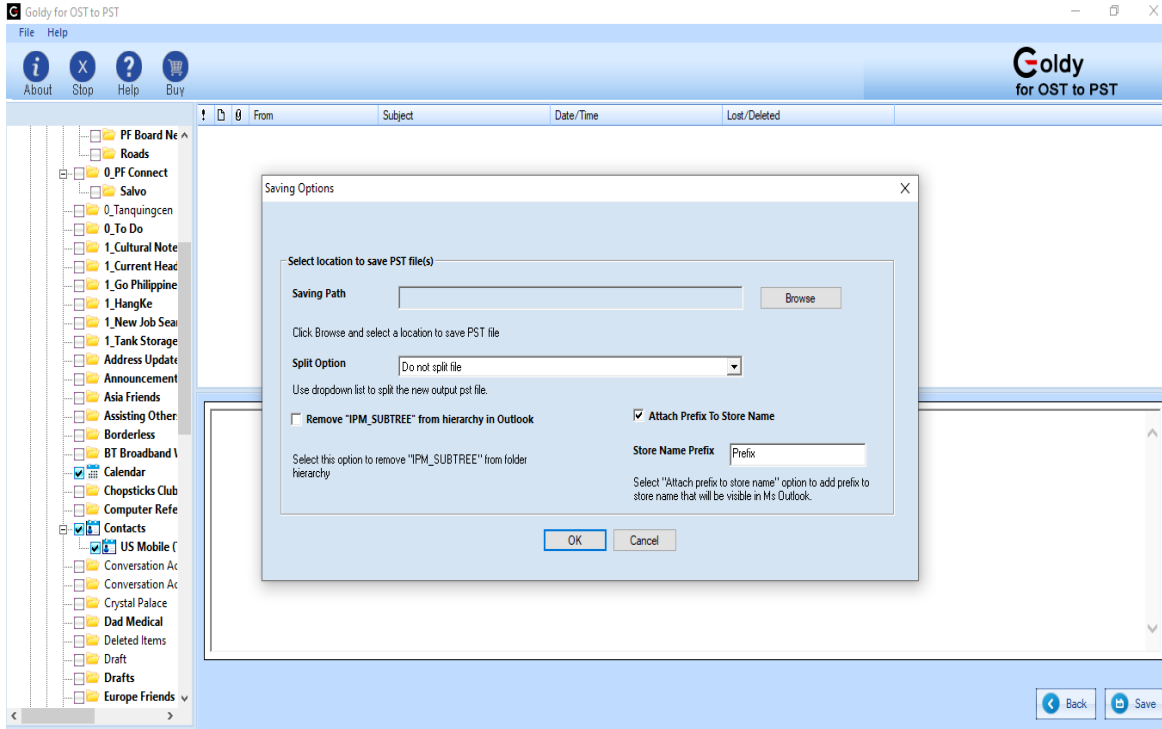 Goldy for OST to PST
File Help
About Stop Help Buy
Goldy
for OST to PST
! From Subject Date/Time Lost/Deleted
PF Board Ne
Roads
0_PF Connect
Salvo
0_Tanquingcen
0_To Do
1_Cultural Note
1_Current Head
1_Go Philippine
1_HangKe
1_New Job Sear
1_Tank Storage
Address Update
Announcement
Asia Friends
Assisting Other
Borderless
BT Broadband
Calendar
Chopsticks Club
Computer Refe
Contacts
US Mobile (
Conversation Ac
Conversation Ac
Crystal Palace
Dad Medical
Deleted Items
Draft
Drafts
Europe Friends
Saving Options
Select location to save PST file(s)
Saving Path
Browse
Click Browse and select a location to save PST file
Split Option
Do not split file
Use dropdown list to split the new output pst file.
Remove "IPM_SUBTREE" from hierarchy in Outlook
Select this option to remove "IPM_SUBTREE" from folder
hierarchy
Attach Prefix To Store Name
Store Name Prefix
Prefix
Select "Attach prefix to store name" option to add prefix to
store name that will be visible in Ms Outlook.
OK
Cancel
Back
Save